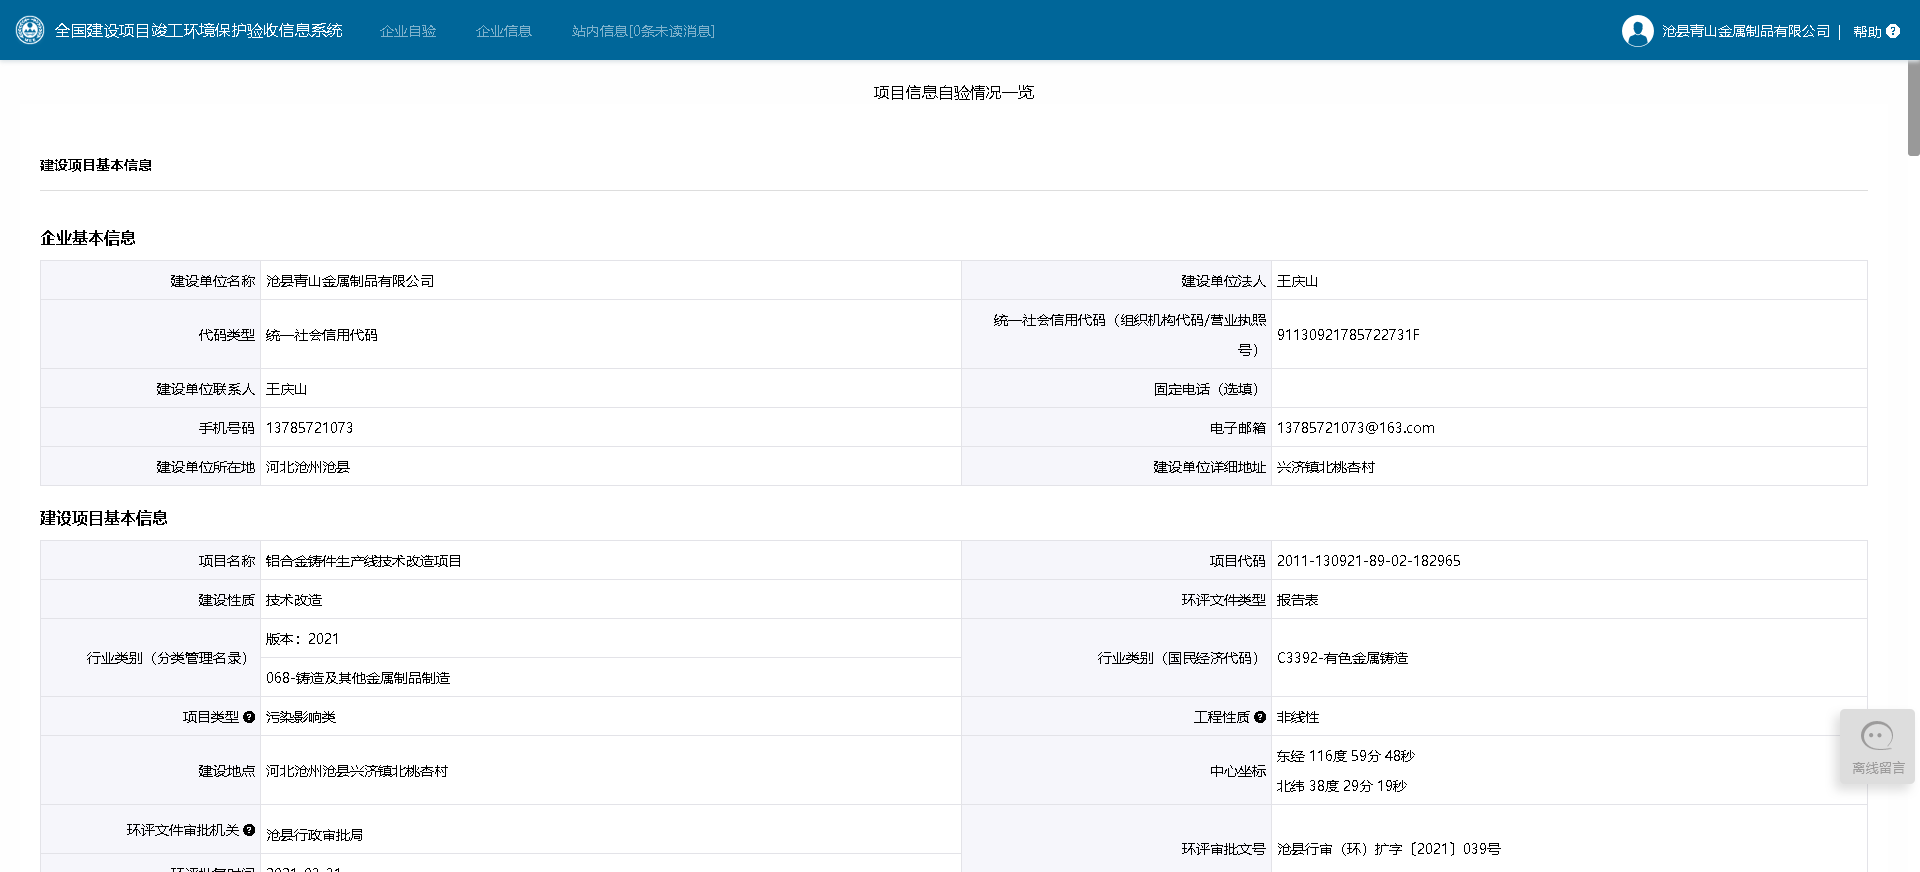 全国建设项目竣工环境保护验收信息系统 企业自验 企业信息 站内信息[0条未读消息] 沧县青山金属制品有限公司 | 帮助
项目信息自验情况一览
建设项目基本信息
企业基本信息
建设单位名称 沧县青山金属制品有限公司 建设单位法人 王庆山
代码类型 统一社会信用代码 统一社会信用代码（组织机构代码/营业执照
号） 91130921785722731F
建设单位联系人 王庆山 固定电话（选填）
手机号码 13785721073 电子邮箱 13785721073@163.com
建设单位所在地 河北沧州沧县 建设单位详细地址 兴济镇北桃杏村
建设项目基本信息
项目名称 铝合金铸件生产线技术改造项目 项目代码 2011-130921-89-02-182965
建设性质 技术改造 环评文件类型 报告表
行业类别（分类管理名录） 版本：2021
068-铸造及其他金属制品制造 行业类别（国民经济代码） C3392-有色金属铸造
项目类型 污染影响类 工程性质 非线性
建设地点 河北沧州沧县兴济镇北桃杏村 中心坐标 东经 116度 59分 48秒
北纬 38度 29分 19秒
环评文件审批机关 沧县行政审批局 环评审批文号 沧县行审（环）扩字〔2021〕039号
离线留言